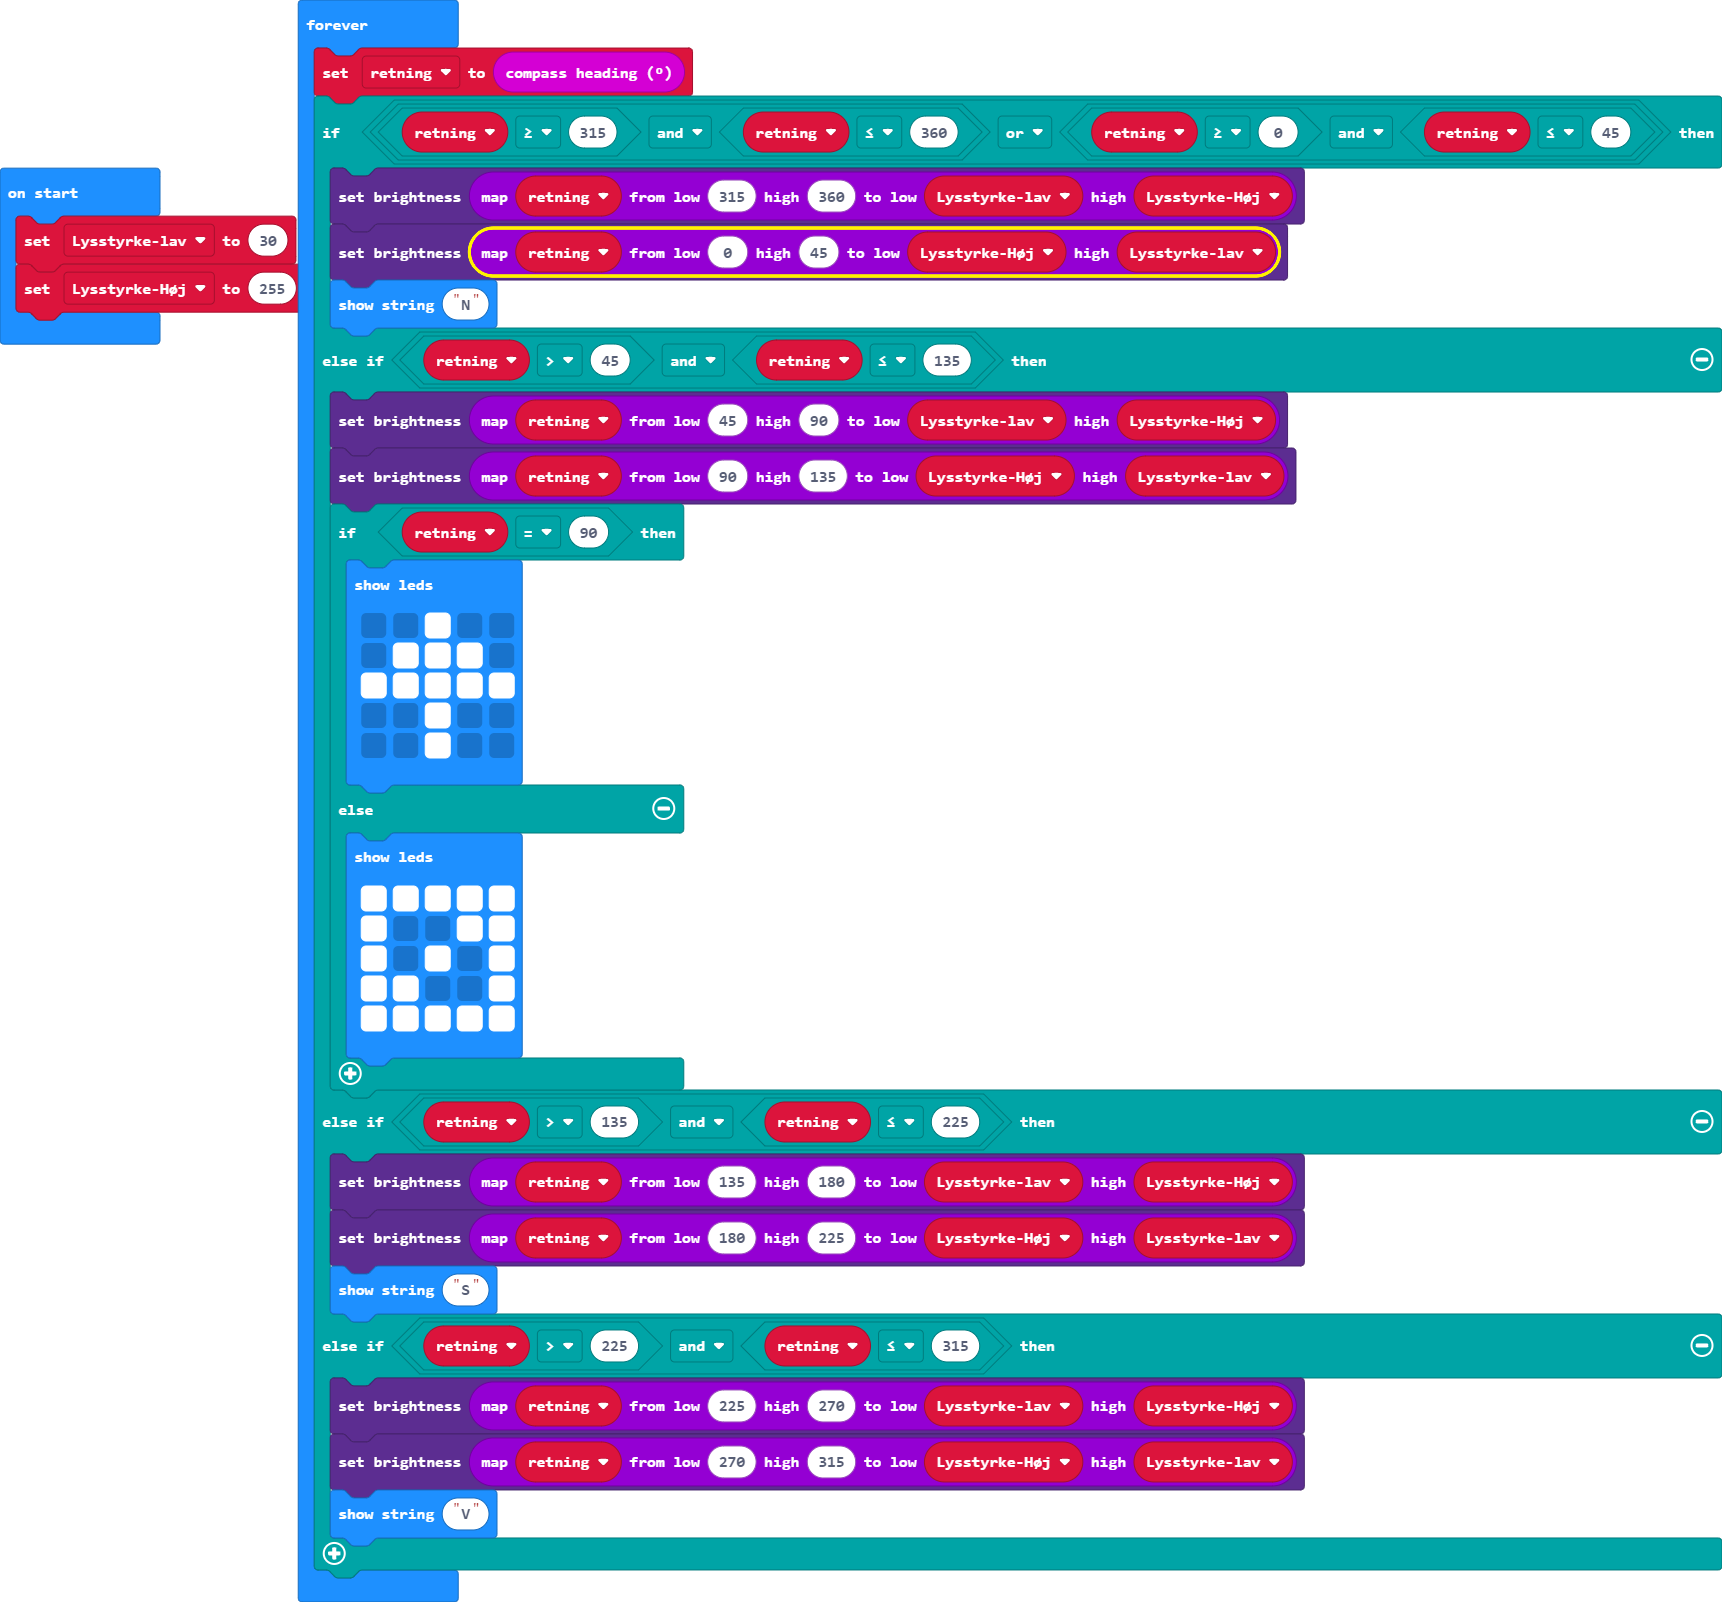 forever
set retning to compass heading (º)
if retning ≥ 315 and retning ≤ 360 or retning ≥ 0 and retning ≤ 45 then
on start
set Lysstyrke-lav to 30
set Lysstyrke-Høj to 255
set brightness map retning from low 315 high 360 to low Lysstyrke-lav high Lysstyrke-Høj
set brightness map retning from low 0 high 45 to low Lysstyrke-Høj high Lysstyrke-lav
show string "N"
else if retning > 45 and retning ≤ 135 then
set brightness map retning from low 45 high 90 to low Lysstyrke-lav high Lysstyrke-Høj
set brightness map retning from low 90 high 135 to low Lysstyrke-Høj high Lysstyrke-lav
if retning = 90 then
show leds
else
show leds
else if retning > 135 and retning ≤ 225 then
set brightness map retning from low 135 high 180 to low Lysstyrke-lav high Lysstyrke-Høj
set brightness map retning from low 180 high 225 to low Lysstyrke-Høj high Lysstyrke-lav
show string "S"
else if retning > 225 and retning ≤ 315 then
set brightness map retning from low 225 high 270 to low Lysstyrke-lav high Lysstyrke-Høj
set brightness map retning from low 270 high 315 to low Lysstyrke-Høj high Lysstyrke-lav
show string "V"